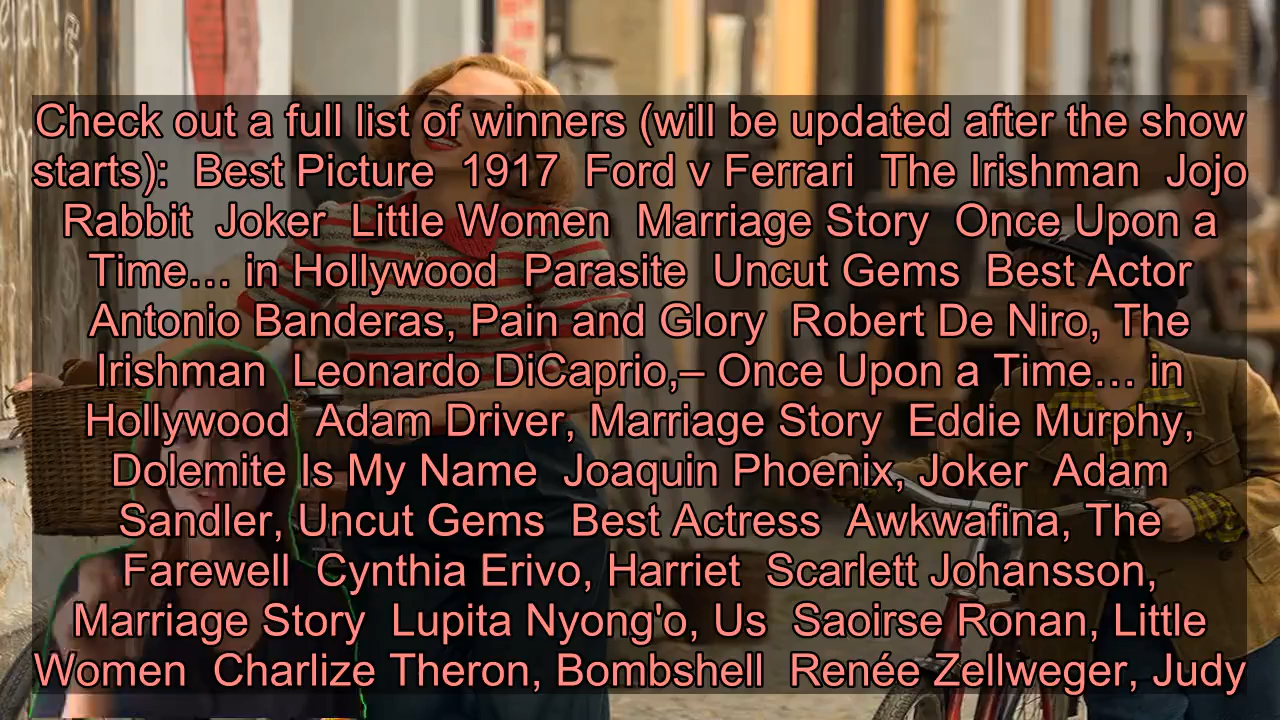 Check out a full list of winners (will be updated after the show
starts):  Best Picture  1917  Ford v Ferrari  The Irishman  Jojo
Rabbit  Joker  Little Women  Marriage Story  Once Upon a
Time… in Hollywood  Parasite  Uncut Gems  Best Actor
Antonio Banderas, Pain and Glory  Robert De Niro, The
Irishman  Leonardo DiCaprio,– Once Upon a Time… in
Hollywood  Adam Driver, Marriage Story  Eddie Murphy,
Dolemite Is My Name  Joaquin Phoenix, Joker  Adam
Sandler, Uncut Gems  Best Actress  Awkwafina, The
Farewell  Cynthia Erivo, Harriet  Scarlett Johansson,
Marriage Story  Lupita Nyong'o, Us  Saoirse Ronan, Little
Women  Charlize Theron, Bombshell  Renée Zellweger, Judy